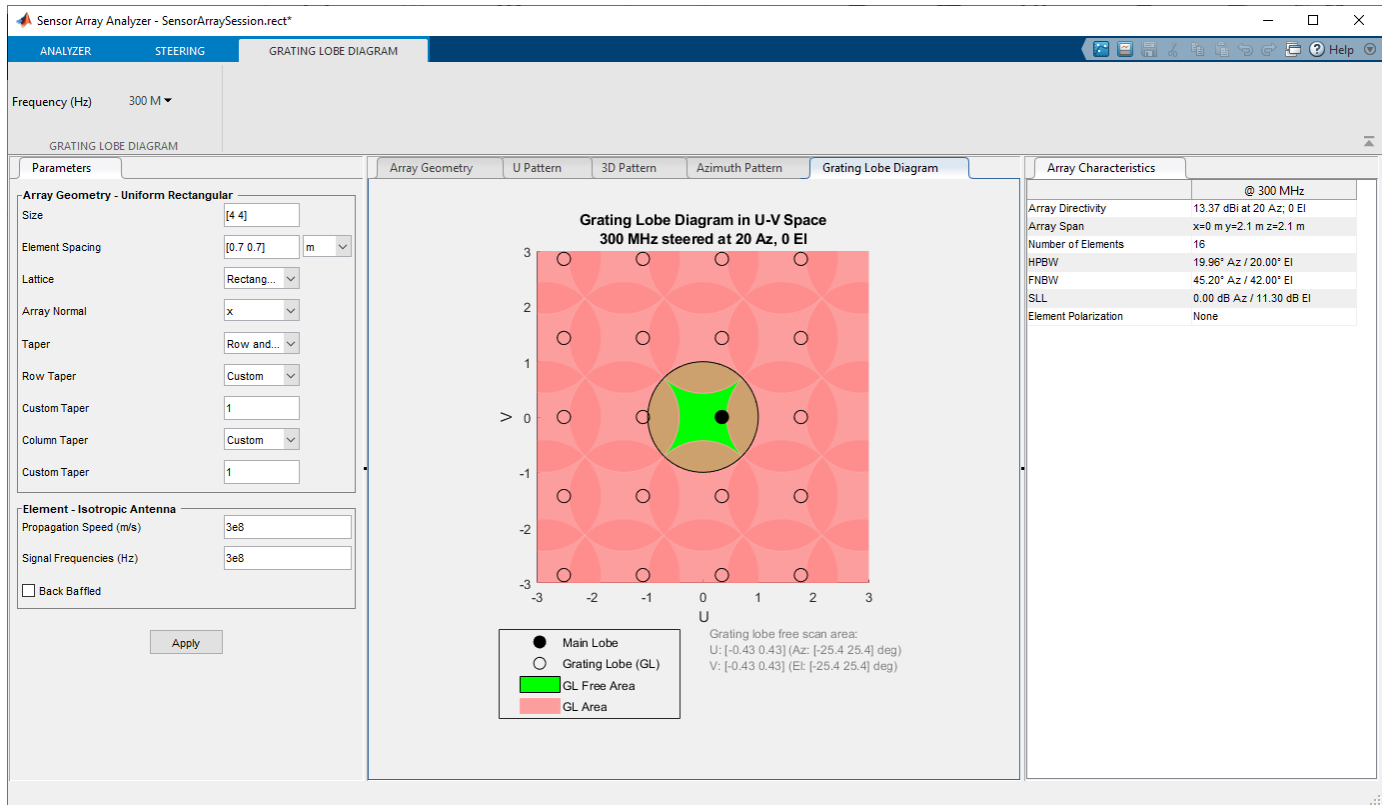 Sensor Array Analyzer - SensorArraySession.rect*
ANALYZER STEERING GRATING LOBE DIAGRAM
Help
Frequency (Hz) 300 M
GRATING LOBE DIAGRAM
Parameters
Array Geometry - Uniform Rectangular
Size [4 4]
Element Spacing [0.7 0.7] m
Lattice Rectang...
Array Normal x
Taper Row and...
Row Taper Custom
Custom Taper 1
Column Taper Custom
Custom Taper 1
Element - Isotropic Antenna
Propagation Speed (m/s) 3e8
Signal Frequencies (Hz) 3e8
Back Baffled
Apply
Array Geometry U Pattern 3D Pattern Azimuth Pattern Grating Lobe Diagram
Grating Lobe Diagram in U-V Space
300 MHz steered at 20 Az, 0 El
3
2
1
V 0
-1
-2
-3
-3 -2 -1 0 1 2 3
U
Main Lobe
Grating Lobe (GL)
GL Free Area
GL Area
Grating lobe free scan area:
U: [-0.43 0.43] (Az: [-25.4 25.4] deg)
V: [-0.43 0.43] (El: [-25.4 25.4] deg)
Array Characteristics
@ 300 MHz
Array Directivity 13.37 dBi at 20 Az; 0 El
Array Span x=0 m y=2.1 m z=2.1 m
Number of Elements 16
HPBW 19.96° Az / 20.00° El
FNBW 45.20° Az / 42.00° El
SLL 0.00 dB Az / 11.30 dB El
Element Polarization None